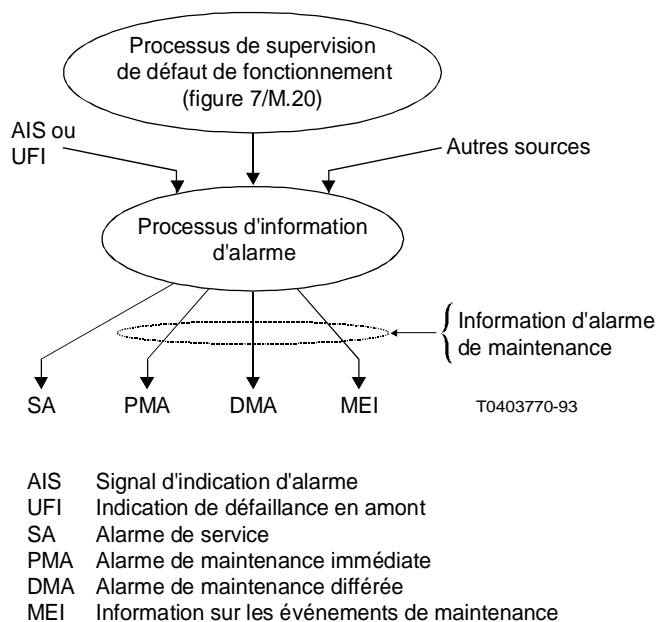 Processus de supervision
de défaut de fonctionnement
(figure 7/M.20)
AIS ou
UFI
Autres sources
Processus d'information
d'alarme
Information d'alarme
de maintenance
SA PMA DMA MEI
T0403770-93
AIS Signal d'indication d'alarme
UFI Indication de défaillance en amont
SA Alarme de service
PMA Alarme de maintenance immédiate
DMA Alarme de maintenance différée
MEI Information sur les événements de maintenance